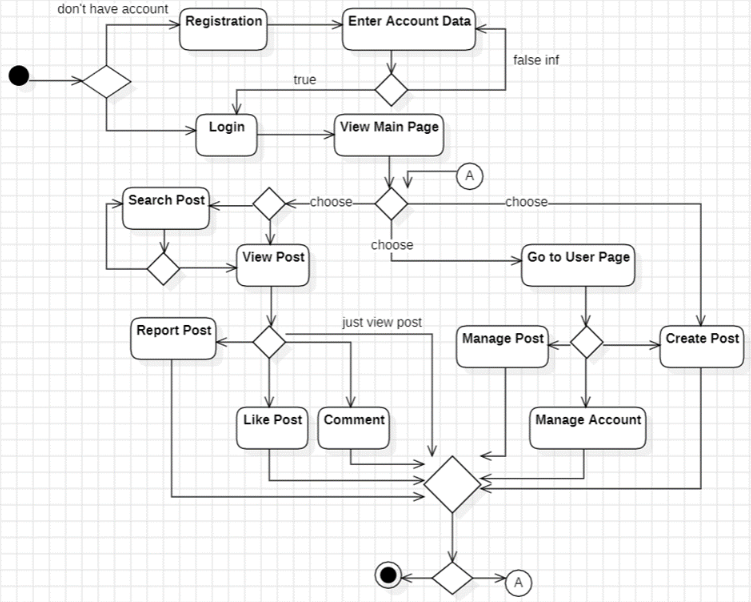 don't have account
Registration
Enter Account Data
false inf
true
Login
View Main Page
A
Search Post
choose
choose
choose
View Post
Go to User Page
just view post
Report Post
Manage Post
Create Post
Like Post
Comment
Manage Account
A